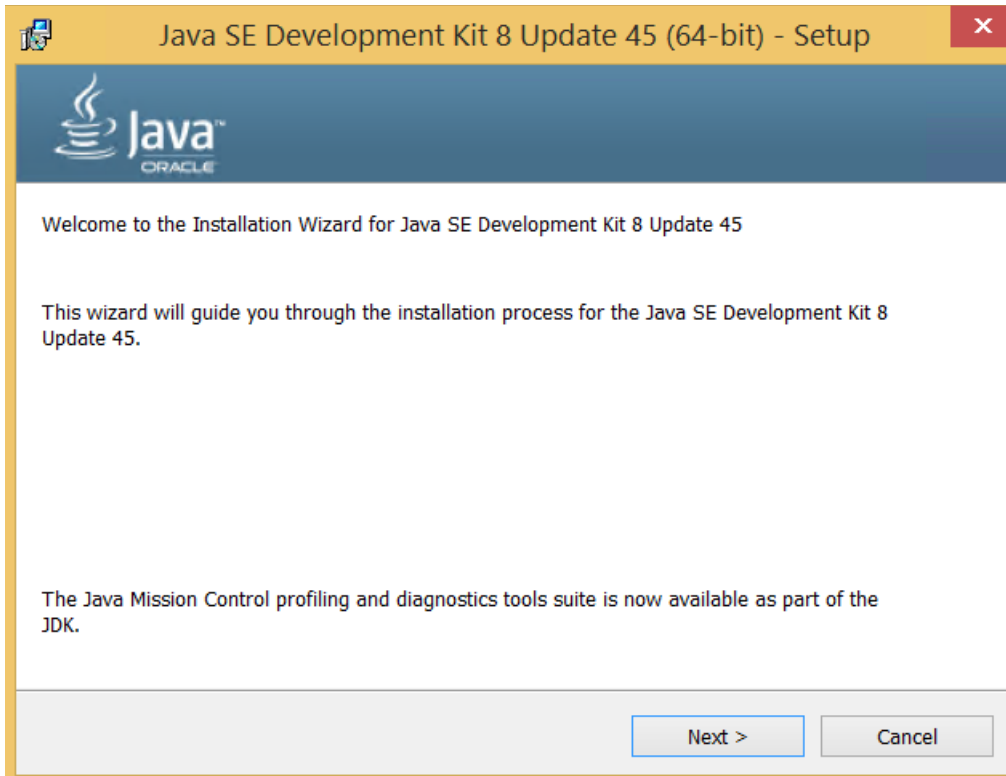 Java SE Development Kit 8 Update 45 (64-bit) - Setup
Java™
ORACLE
Welcome to the Installation Wizard for Java SE Development Kit 8 Update 45
This wizard will guide you through the installation process for the Java SE Development Kit 8
Update 45.
The Java Mission Control profiling and diagnostics tools suite is now available as part of the
JDK.
Next >
Cancel